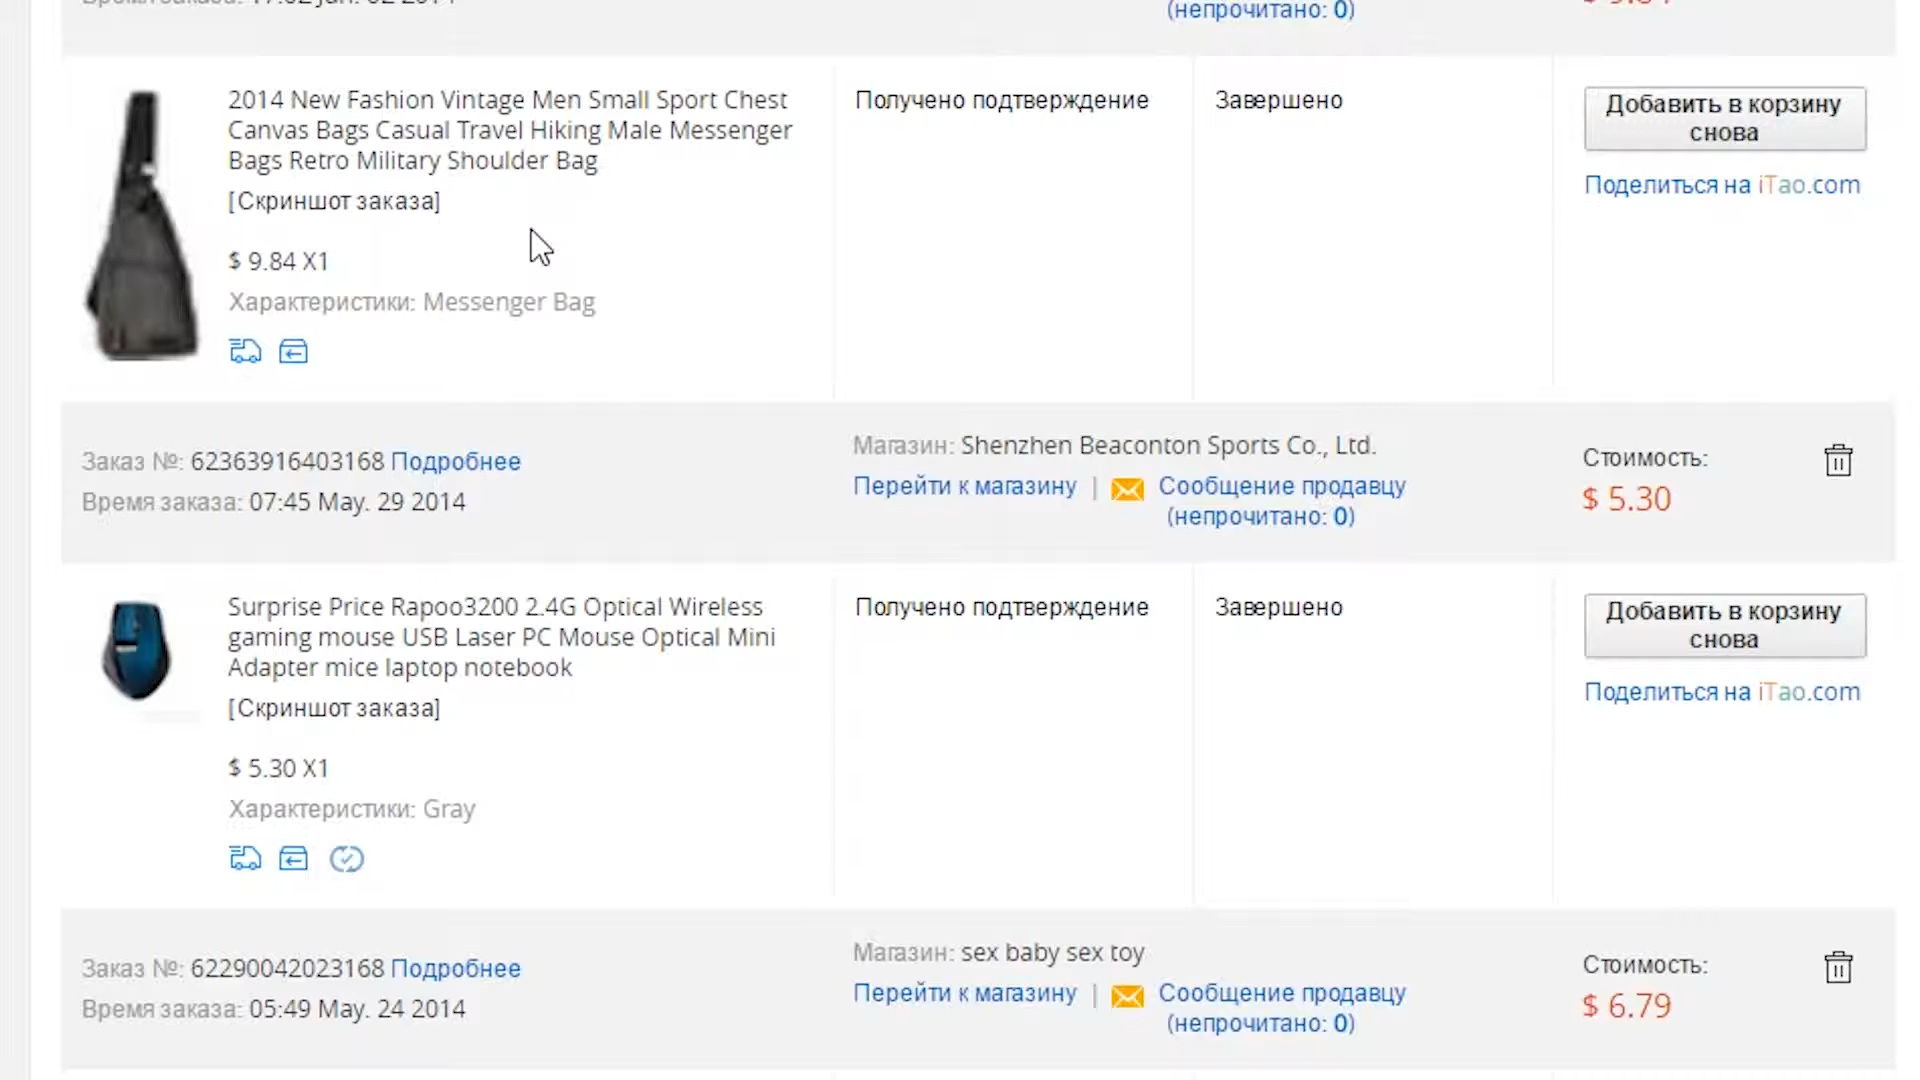 (непрочитано: 0)
2014 New Fashion Vintage Men Small Sport Chest
Canvas Bags Casual Travel Hiking Male Messenger
Bags Retro Military Shoulder Bag
[Скриншот заказа]
$ 9.84 X1
Характеристики: Messenger Bag
Получено подтверждение
Завершено
Добавить в корзину
снова
Поделиться на iTao.com
Заказ №: 62363916403168 Подробнее
Время заказа: 07:45 May. 29 2014
Магазин: Shenzhen Beaconton Sports Co., Ltd.
Перейти к магазину | Сообщение продавцу
(непрочитано: 0)
Стоимость:
$ 5.30
Surprise Price Rapoo3200 2.4G Optical Wireless
gaming mouse USB Laser PC Mouse Optical Mini
Adapter mice laptop notebook
[Скриншот заказа]
$ 5.30 X1
Характеристики: Gray
Получено подтверждение
Завершено
Добавить в корзину
снова
Поделиться на iTao.com
Заказ №: 62290042023168 Подробнее
Время заказа: 05:49 May. 24 2014
Магазин: sex baby sex toy
Перейти к магазину | Сообщение продавцу
(непрочитано: 0)
Стоимость:
$ 6.79